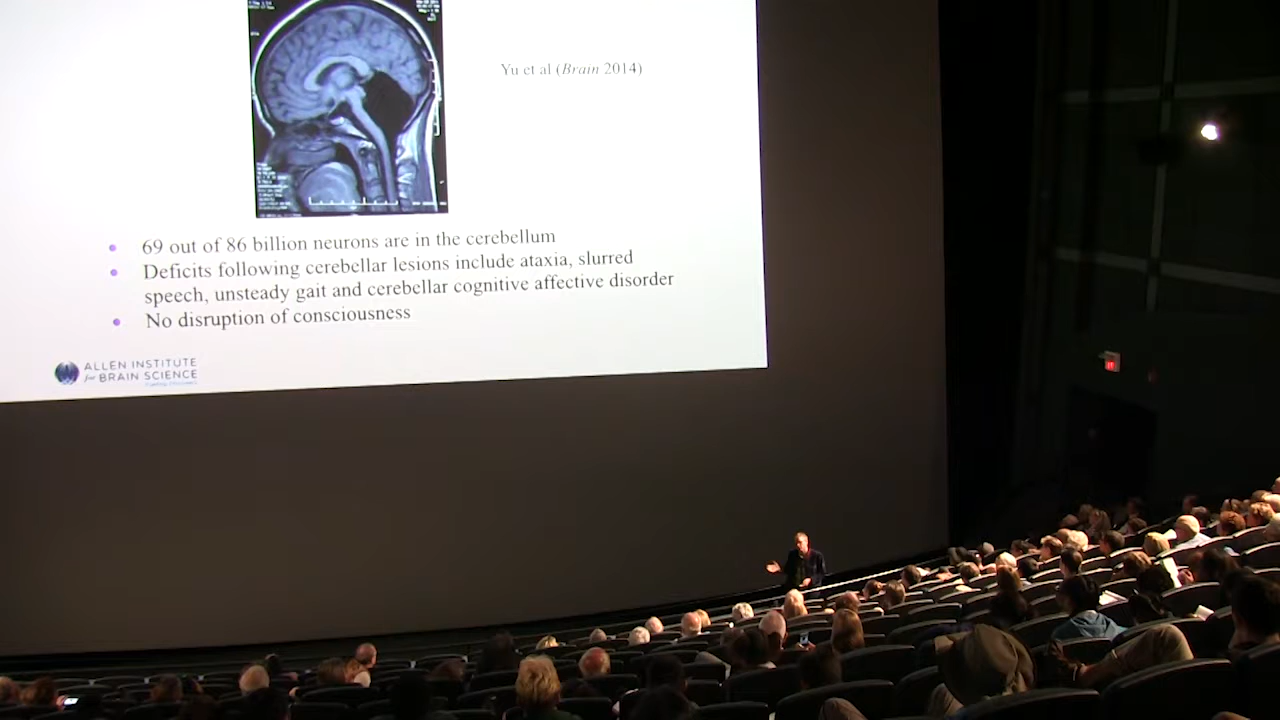 Yu et al (Brain 2014)
69 out of 86 billion neurons are in the cerebellum
Deficits following cerebellar lesions include ataxia, slurred
speech, unsteady gait and cerebellar cognitive affective disorder
No disruption of consciousness
ALLEN INSTITUTE
for BRAIN SCIENCE